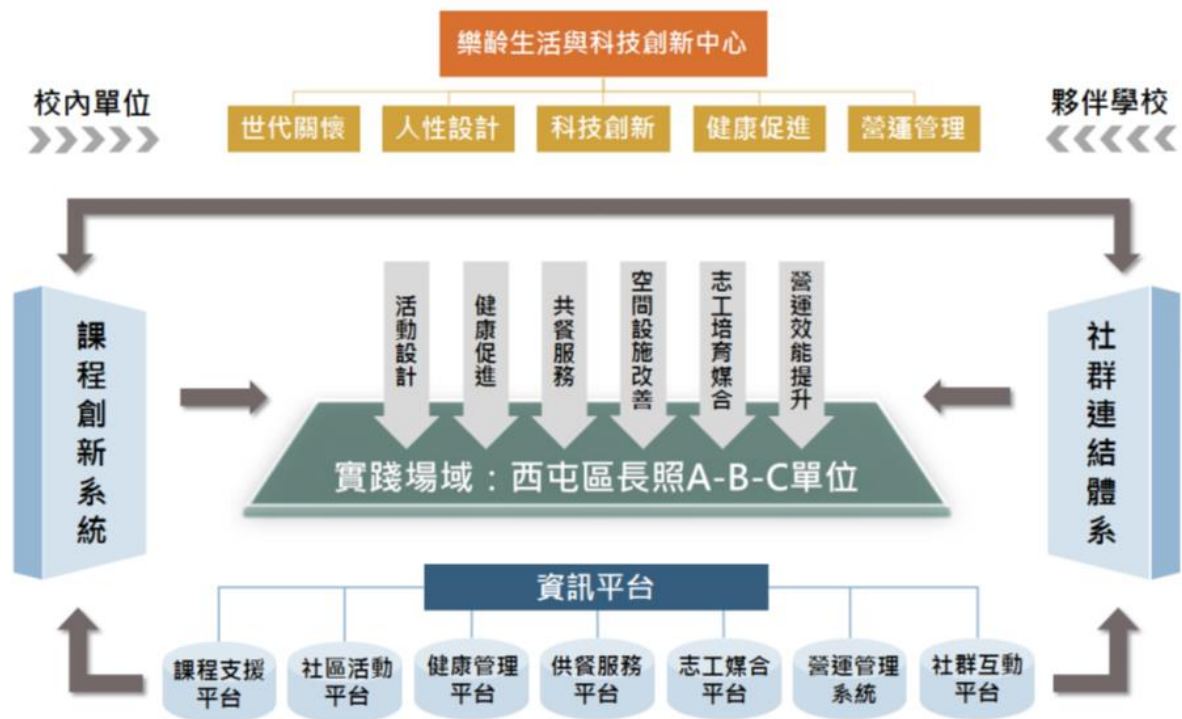 樂齡生活與科技創新中心
校內單位
夥伴學校
世代關懷
人性設計
科技創新
健康促進
營運管理
課程創新系統
活動設計
健康促進
共餐服務
空間設施改善
志工培育媒合
營運效能提升
社群連結體系
實踐場域：西屯區長照A-B-C單位
資訊平台
課程支援
平台
社區活動
平台
健康管理
平台
供餐服務
平台
志工媒合
平台
營運管理
系統
社群互動
平台